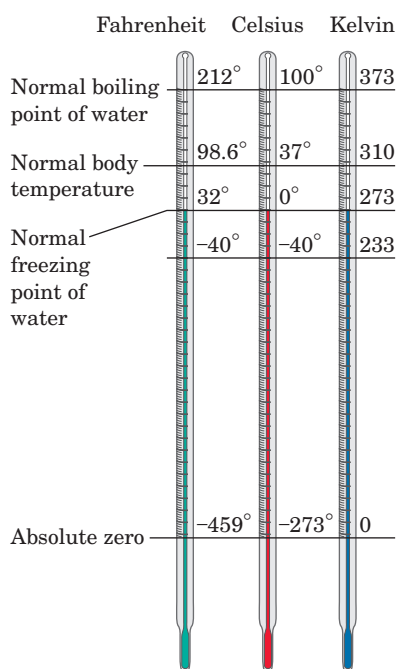 Fahrenheit Celsius Kelvin
Normal boiling
point of water
212° 100° 373
Normal body
temperature
98.6° 37° 310
32° 0° 273
Normal
freezing
point of
water
–40° –40° 233
Absolute zero
–459° –273° 0